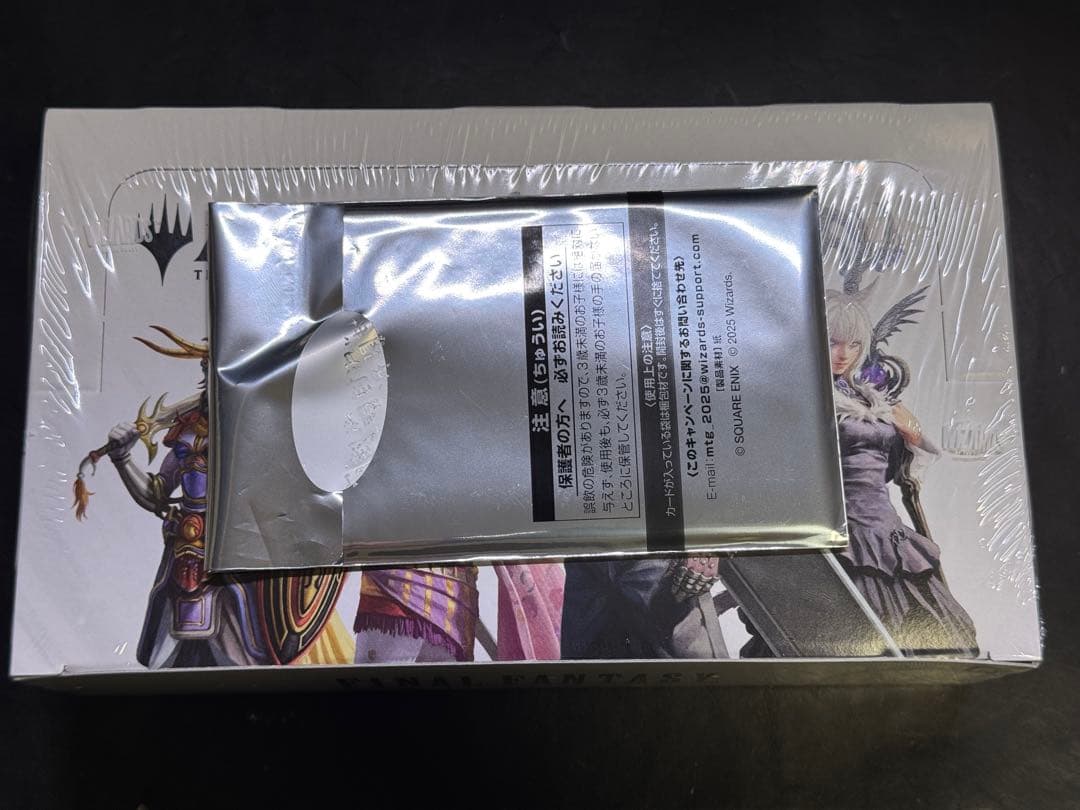 注意(ちゅうい)
保護者の方へ 必ずお読みください
誤飲の危険がありますので、3歳未満のお子様には絶対に
与えず、使用後も、必ず3歳未満のお子様の手の届かない
ところに保管してください。
〈使用上の注意〉
カードが入っている袋は梱包材です。開封後はすぐに捨ててください。
〈このキャンペーンに関するお問い合わせ先〉
E-mail:mtg_2025@wizards-support.com
[製品素材] 紙
© SQUARE ENIX © 2025 Wizards.
FINAL FANTASY